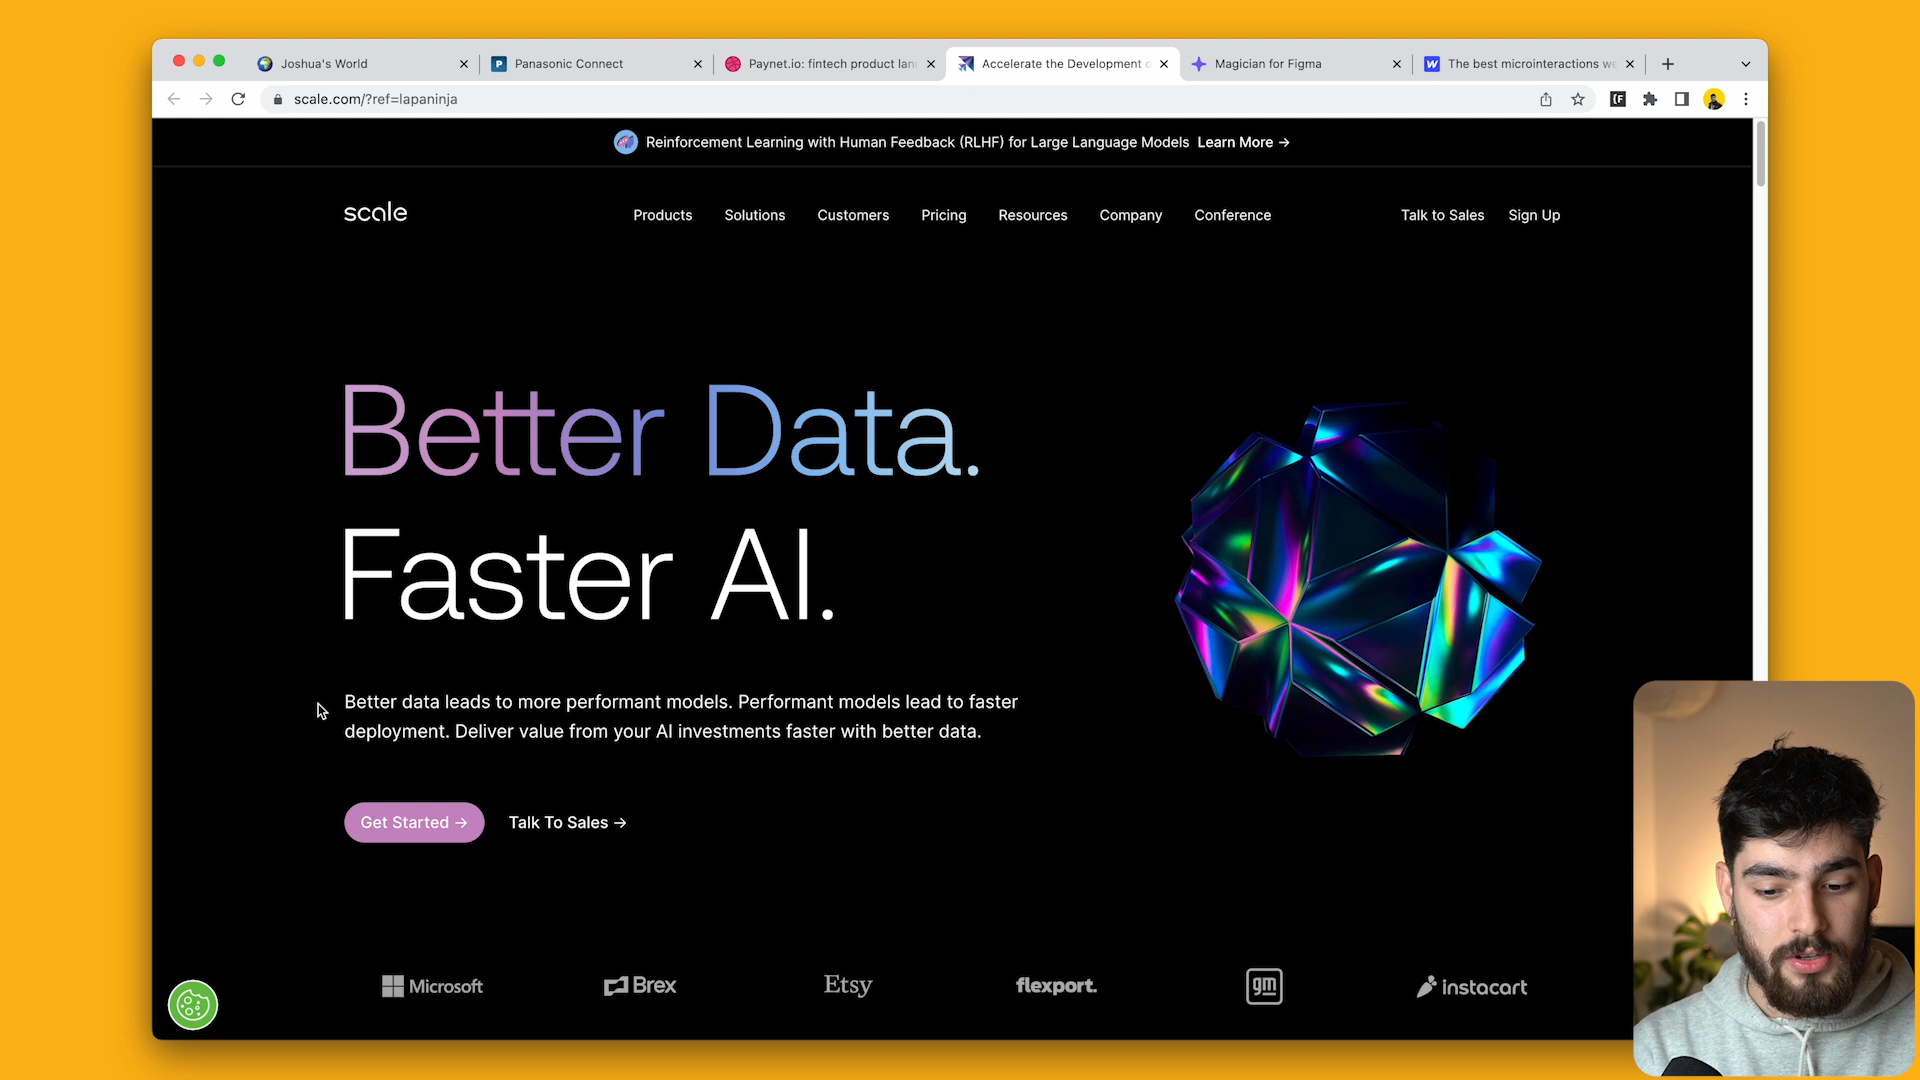 Joshua's World
Panasonic Connect
Paynet.io: fintech product lan
Accelerate the Development o
Magician for Figma
The best microinteractions we
scale.com/?ref=lapaninja
Reinforcement Learning with Human Feedback (RLHF) for Large Language Models Learn More →
scale
Products
Solutions
Customers
Pricing
Resources
Company
Conference
Talk to Sales
Sign Up
Better Data.
Faster AI.
Better data leads to more performant models. Performant models lead to faster
deployment. Deliver value from your AI investments faster with better data.
Get Started →
Talk To Sales →
Microsoft
Brex
Etsy
flexport.
gm
instacart